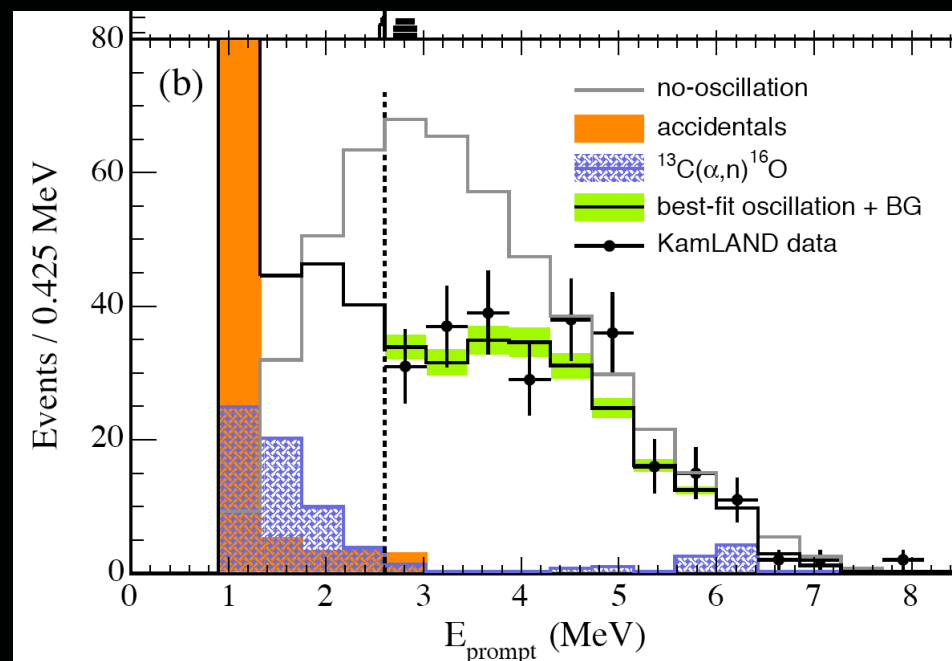 80
(b)
no-oscillation
accidentals
¹³C(α,n)¹⁶O
best-fit oscillation + BG
KamLAND data
60
40
20
0
Events / 0.425 MeV
0 1 2 3 4 5 6 7 8
E_prompt (MeV)